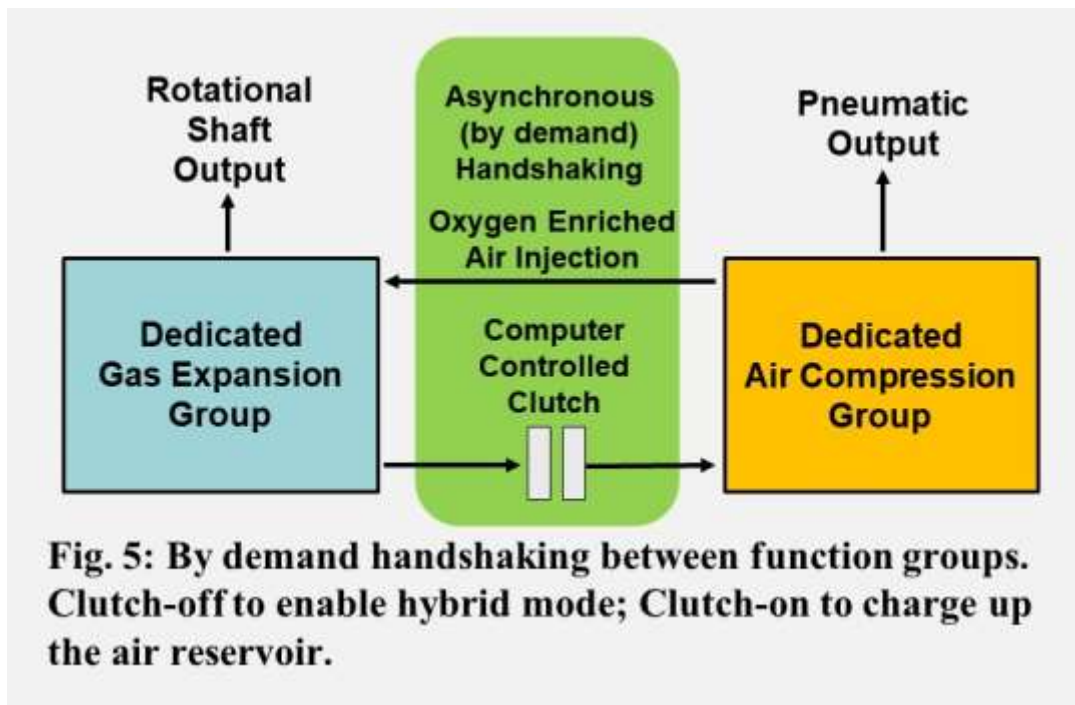 Rotational
Shaft
Output
Asynchronous
(by demand)
Handshaking
Pneumatic
Output
Oxygen Enriched
Air Injection
Dedicated
Gas Expansion
Group
Computer
Controlled
Clutch
Dedicated
Air Compression
Group
Fig. 5: By demand handshaking between function groups.
Clutch-off to enable hybrid mode; Clutch-on to charge up
the air reservoir.